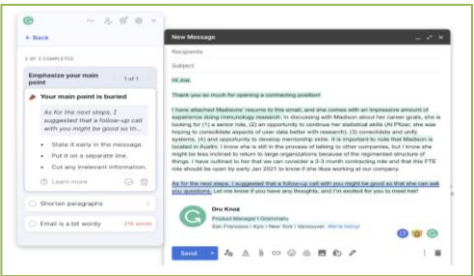 Back
0 OF 3 COMPLETED
Emphasize your main
point
1 of 1
Your main point is buried
As for the next steps, I
suggested that a follow-up call
with you might be good so th...
State it early in the message.
Put it on a separate line.
Cut any irrelevant information.
Learn more
Shorten paragraphs
Email is a bit wordy
words
New Message
Recipients
Subject
Hi Joe,
Thank you so much for opening a contracting position!
I have attached Madisons' resume to this email, and she comes with an impressive amount of
experience doing immunology research. In discussing with Madison about her career goals, she is
looking for (1) a senior role, (2) an opportunity to continue her statistical skills (At Pfizer, she was
hoping to consolidate aspects of user data better with research), (3) consolidate and unify
systems, (4) and opportunity to develop mentorship skills. It is important to note that Madison is
located in Austin. I know she is still in the process of talking to other companies, but I know she
might be less inclined to return to large organizations because of the regimented structure of
things. I have outlined to her that we can consider a 2-3 month contracting role and that this FTE
role should be open by early Jan 2021 to know if she likes working at our company.
As for the next steps, I suggested that a follow-up call with you might be good so that she can ask
you questions. Let me know if you have any thoughts, and I'm excited for you to meet her!
Dru Knox
Product Manager | Grammarly
San Francisco | Kyiv | New York | Vancouver We're hiring!
Send